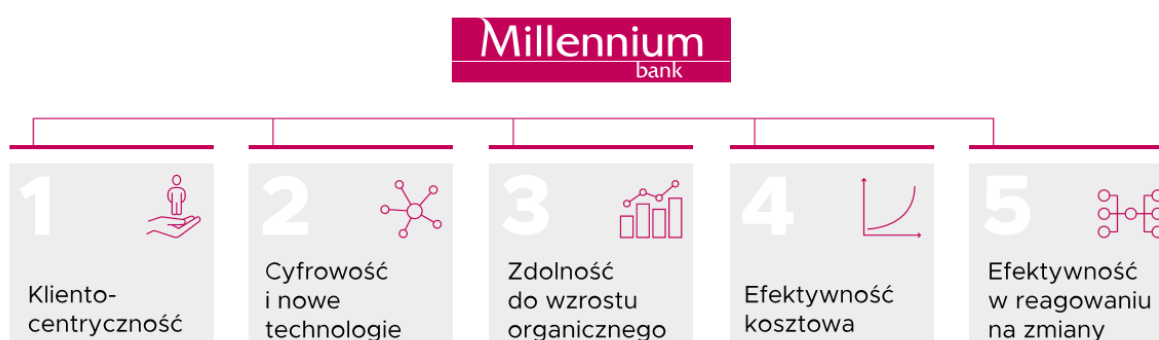 Millennium
bank
1
2
3
4
5
Kliento-
centryczność
Cyfrowość
i nowe
technologie
Zdolność
do wzrostu
organicznego
Efektywność
kosztowa
Efektywność
w reagowaniu
na zmiany